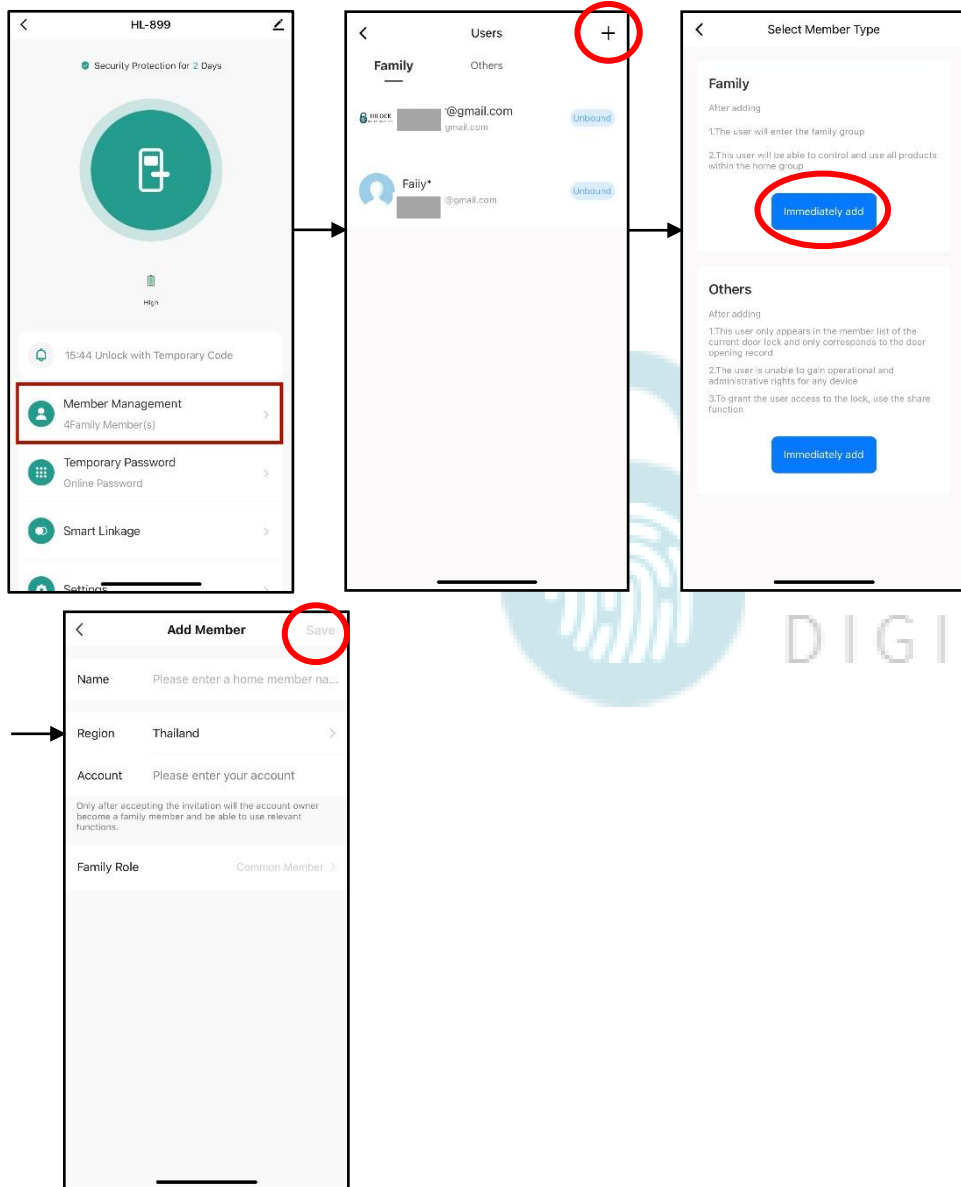 HL-899
Security Protection for 2 Days
High
15:44 Unlock with Temporary Code
Member Management
4Family Member(s)
Temporary Password
Online Password
Smart Linkage
Settings
Users
Family
Others
'@gmail.com
gmail.com
Unbound
Faiiy*
@gmail.com
Unbound
Select Member Type
Family
After adding
1.The user will enter the family group
2.This user will be able to control and use all products
within the home group
Immediately add
Others
After adding
1.This user only appears in the member list of the
current door lock and only corresponds to the door
opening record
2.The user is unable to gain operational and
administrative rights for any device
3.To grant the user access to the lock, use the share
function
Immediately add
Add Member
Save
Name
Please enter a home member na...
Region
Thailand
Account
Please enter your account
Only after accepting the invitation will the account owner
become a family member and be able to use relevant
functions.
Family Role
Common Member
DIGI